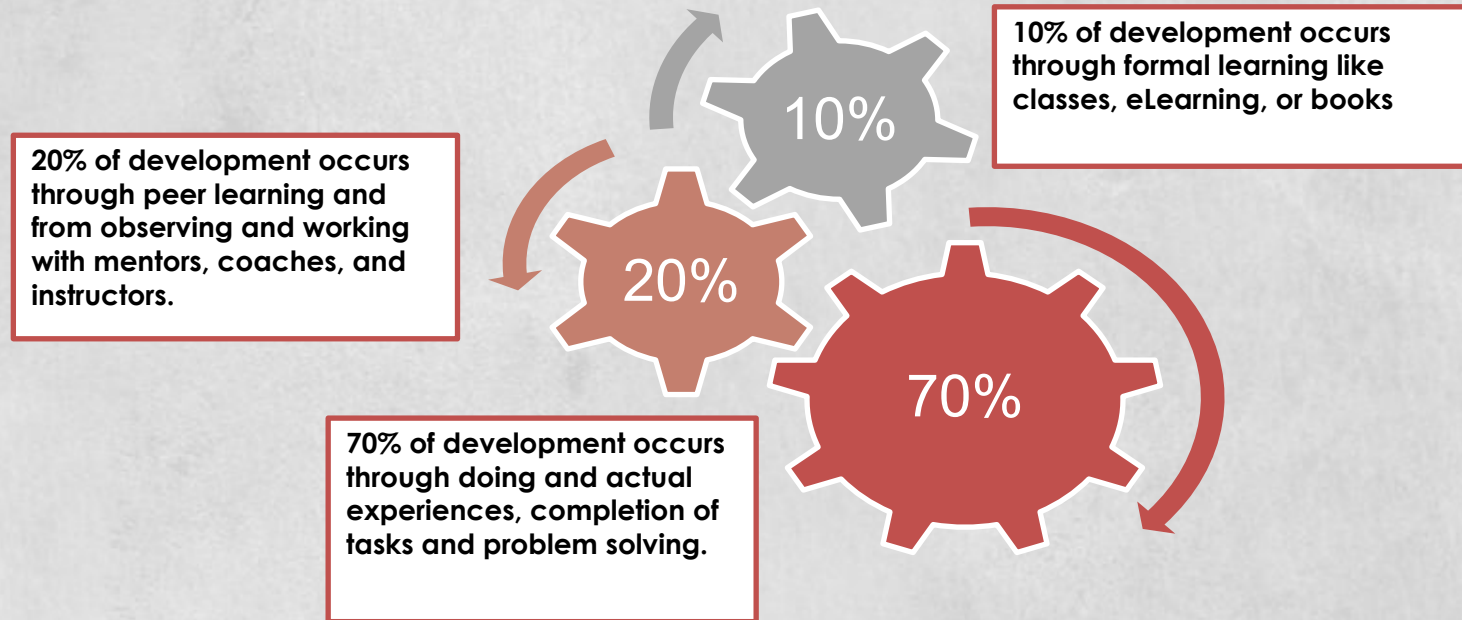 10% of development occurs
through formal learning like
classes, eLearning, or books
10%
20% of development occurs
through peer learning and
from observing and working
with mentors, coaches, and
instructors.
20%
70%
70% of development occurs
through doing and actual
experiences, completion of
tasks and problem solving.